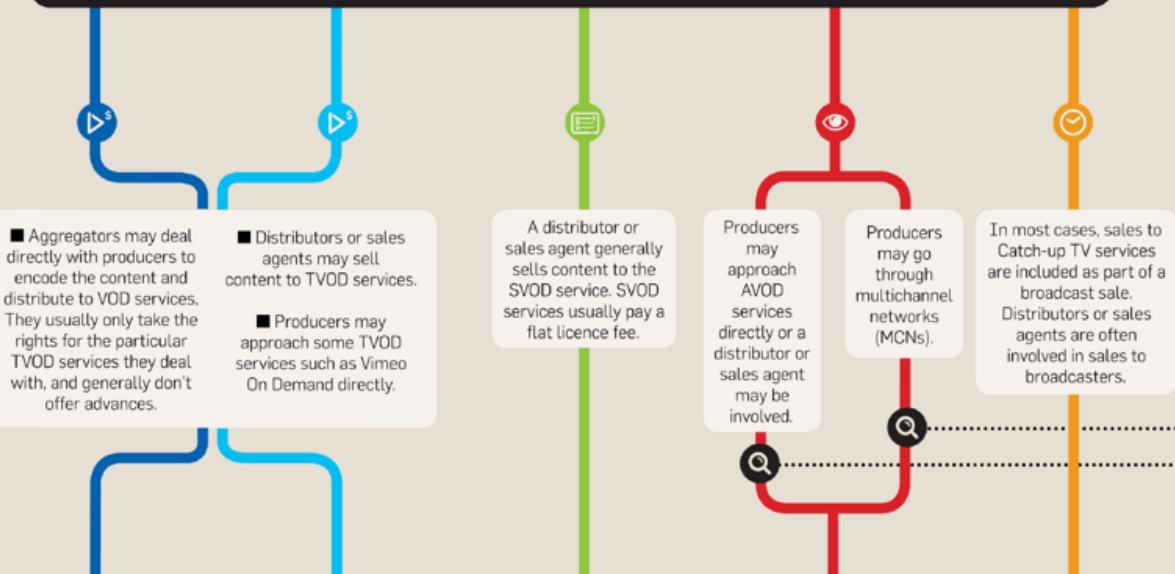 ■ Aggregators may deal
directly with producers to
encode the content and
distribute to VOD services.
They usually only take the
rights for the particular
TVOD services they deal
with, and generally don't
offer advances.
■ Distributors or sales
agents may sell
content to TVOD services.
■ Producers may
approach some TVOD
services such as Vimeo
On Demand directly.
A distributor or
sales agent generally
sells content to the
SVOD service. SVOD
services usually pay a
flat licence fee.
Producers
may
approach
AVOD
services
directly or a
distributor or
sales agent
may be
involved.
Producers
may go
through
multichannel
networks
(MCNs).
In most cases, sales to
Catch-up TV services
are included as part of a
broadcast sale.
Distributors or sales
agents are often
involved in sales to
broadcasters.